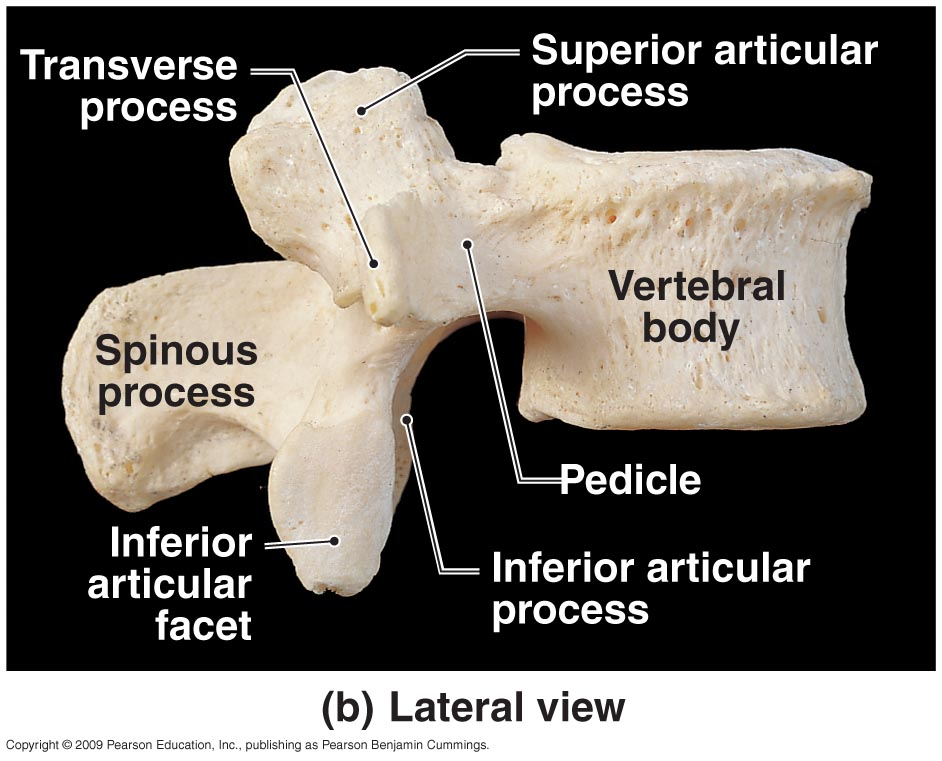 Transverse
process
Superior articular
process
Vertebral
body
Spinous
process
Pedicle
Inferior
articular
facet
Inferior articular
process
(b) Lateral view
Copyright © 2009 Pearson Education, Inc., publishing as Pearson Benjamin Cummings.